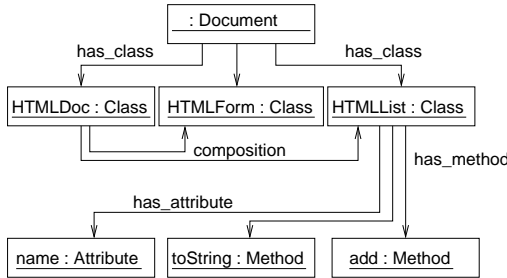 : Document
has_class
has_class
HTMLDoc : Class
HTMLForm : Class
HTMLList : Class
composition
has_method
has_attribute
name : Attribute
toString : Method
add : Method